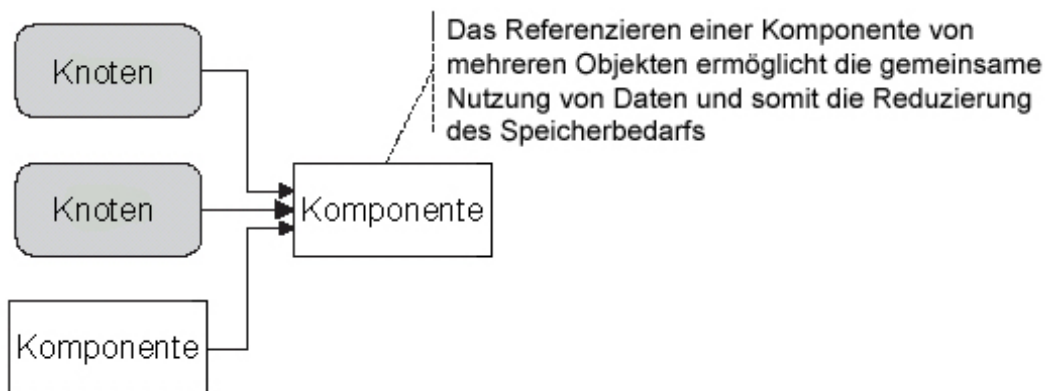 Das Referenzieren einer Komponente von
mehreren Objekten ermöglicht die gemeinsame
Nutzung von Daten und somit die Reduzierung
des Speicherbedarfs
Knoten
Knoten
Komponente
Komponente